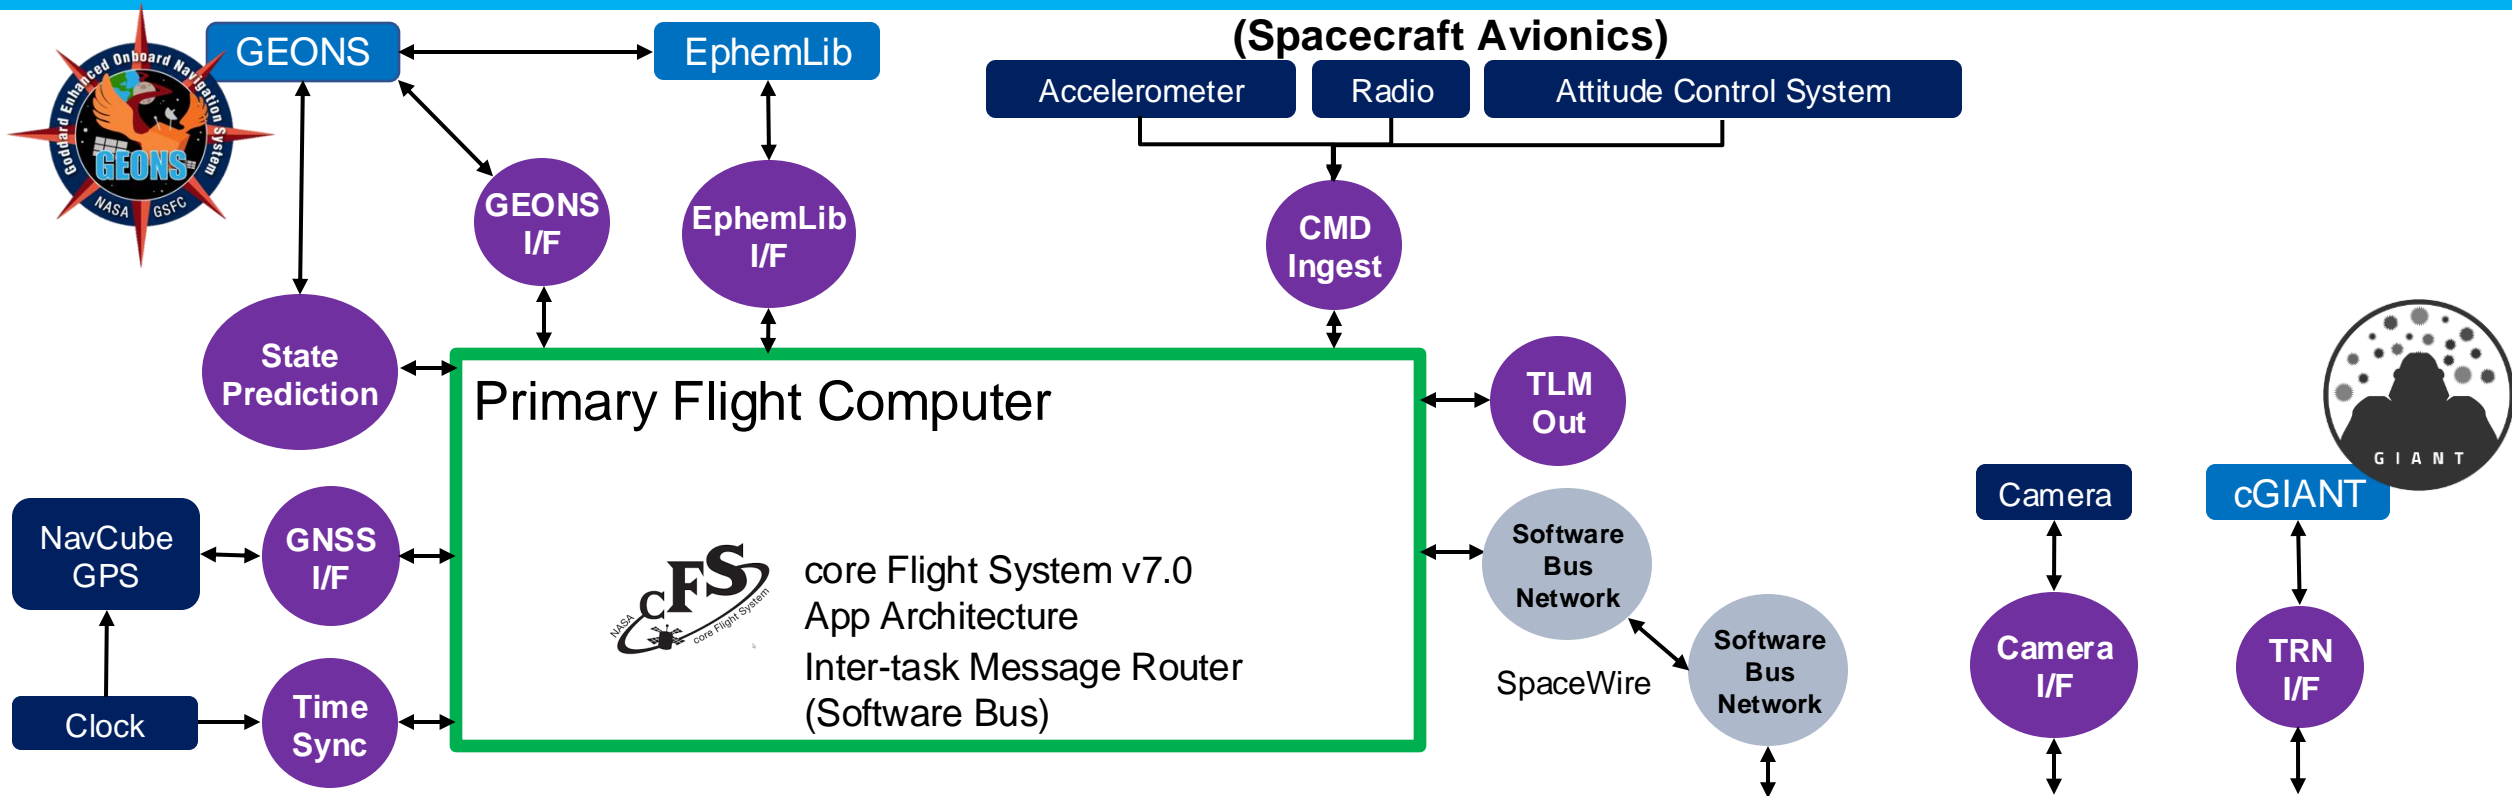 GEONS
EphemLib
(Spacecraft Avionics)
Accelerometer
Radio
Attitude Control System
Goddard Enhanced Onboard Navigation System
GEONS
NASA GSFC
GEONS
I/F
EphemLib
I/F
CMD
Ingest
State
Prediction
Primary Flight Computer
TLM
Out
GIANT
NavCube
GPS
GNSS
I/F
NASA
cFS
core Flight System
core Flight System v7.0
App Architecture
Inter-task Message Router
(Software Bus)
Software
Bus
Network
SpaceWire
Software
Bus
Network
Camera
cGIANT
Camera
I/F
TRN
I/F
Clock
Time
Sync